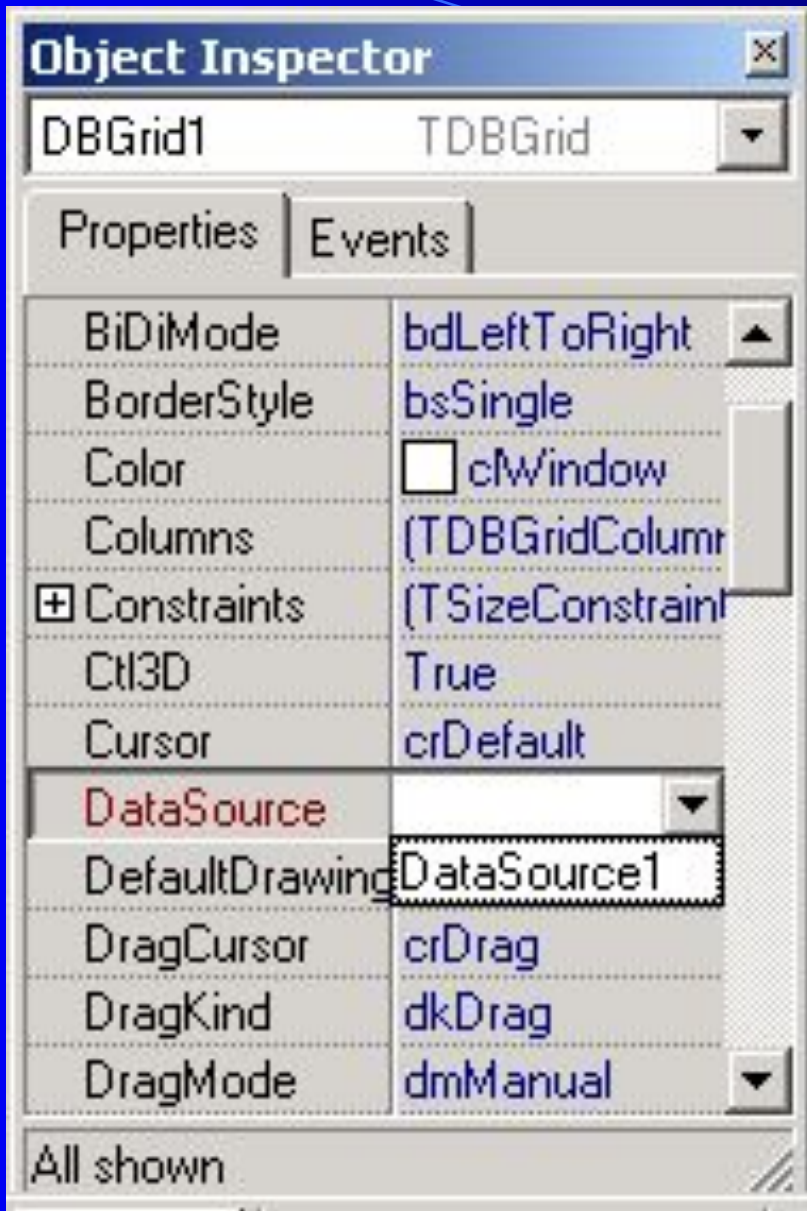 Object Inspector
DBGrid1 TDBGrid
Properties Events
BiDiMode bdLeftToRight
BorderStyle bsSingle
Color clWindow
Columns (TDBGridColumn
Constraints (TSizeConstraint
Ctl3D True
Cursor crDefault
DataSource
DefaultDrawing DataSource1
DragCursor crDrag
DragKind dkDrag
DragMode dmManual
All shown